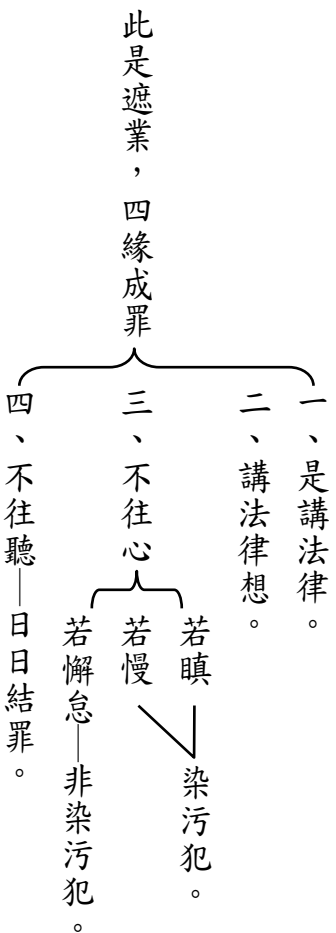 此是遮業，四緣成罪
一、是講法律。
二、講法律想。
三、不往心
若瞋
若慢
染污犯。
若懈怠——非染污犯。
四、不往聽——日日結罪。